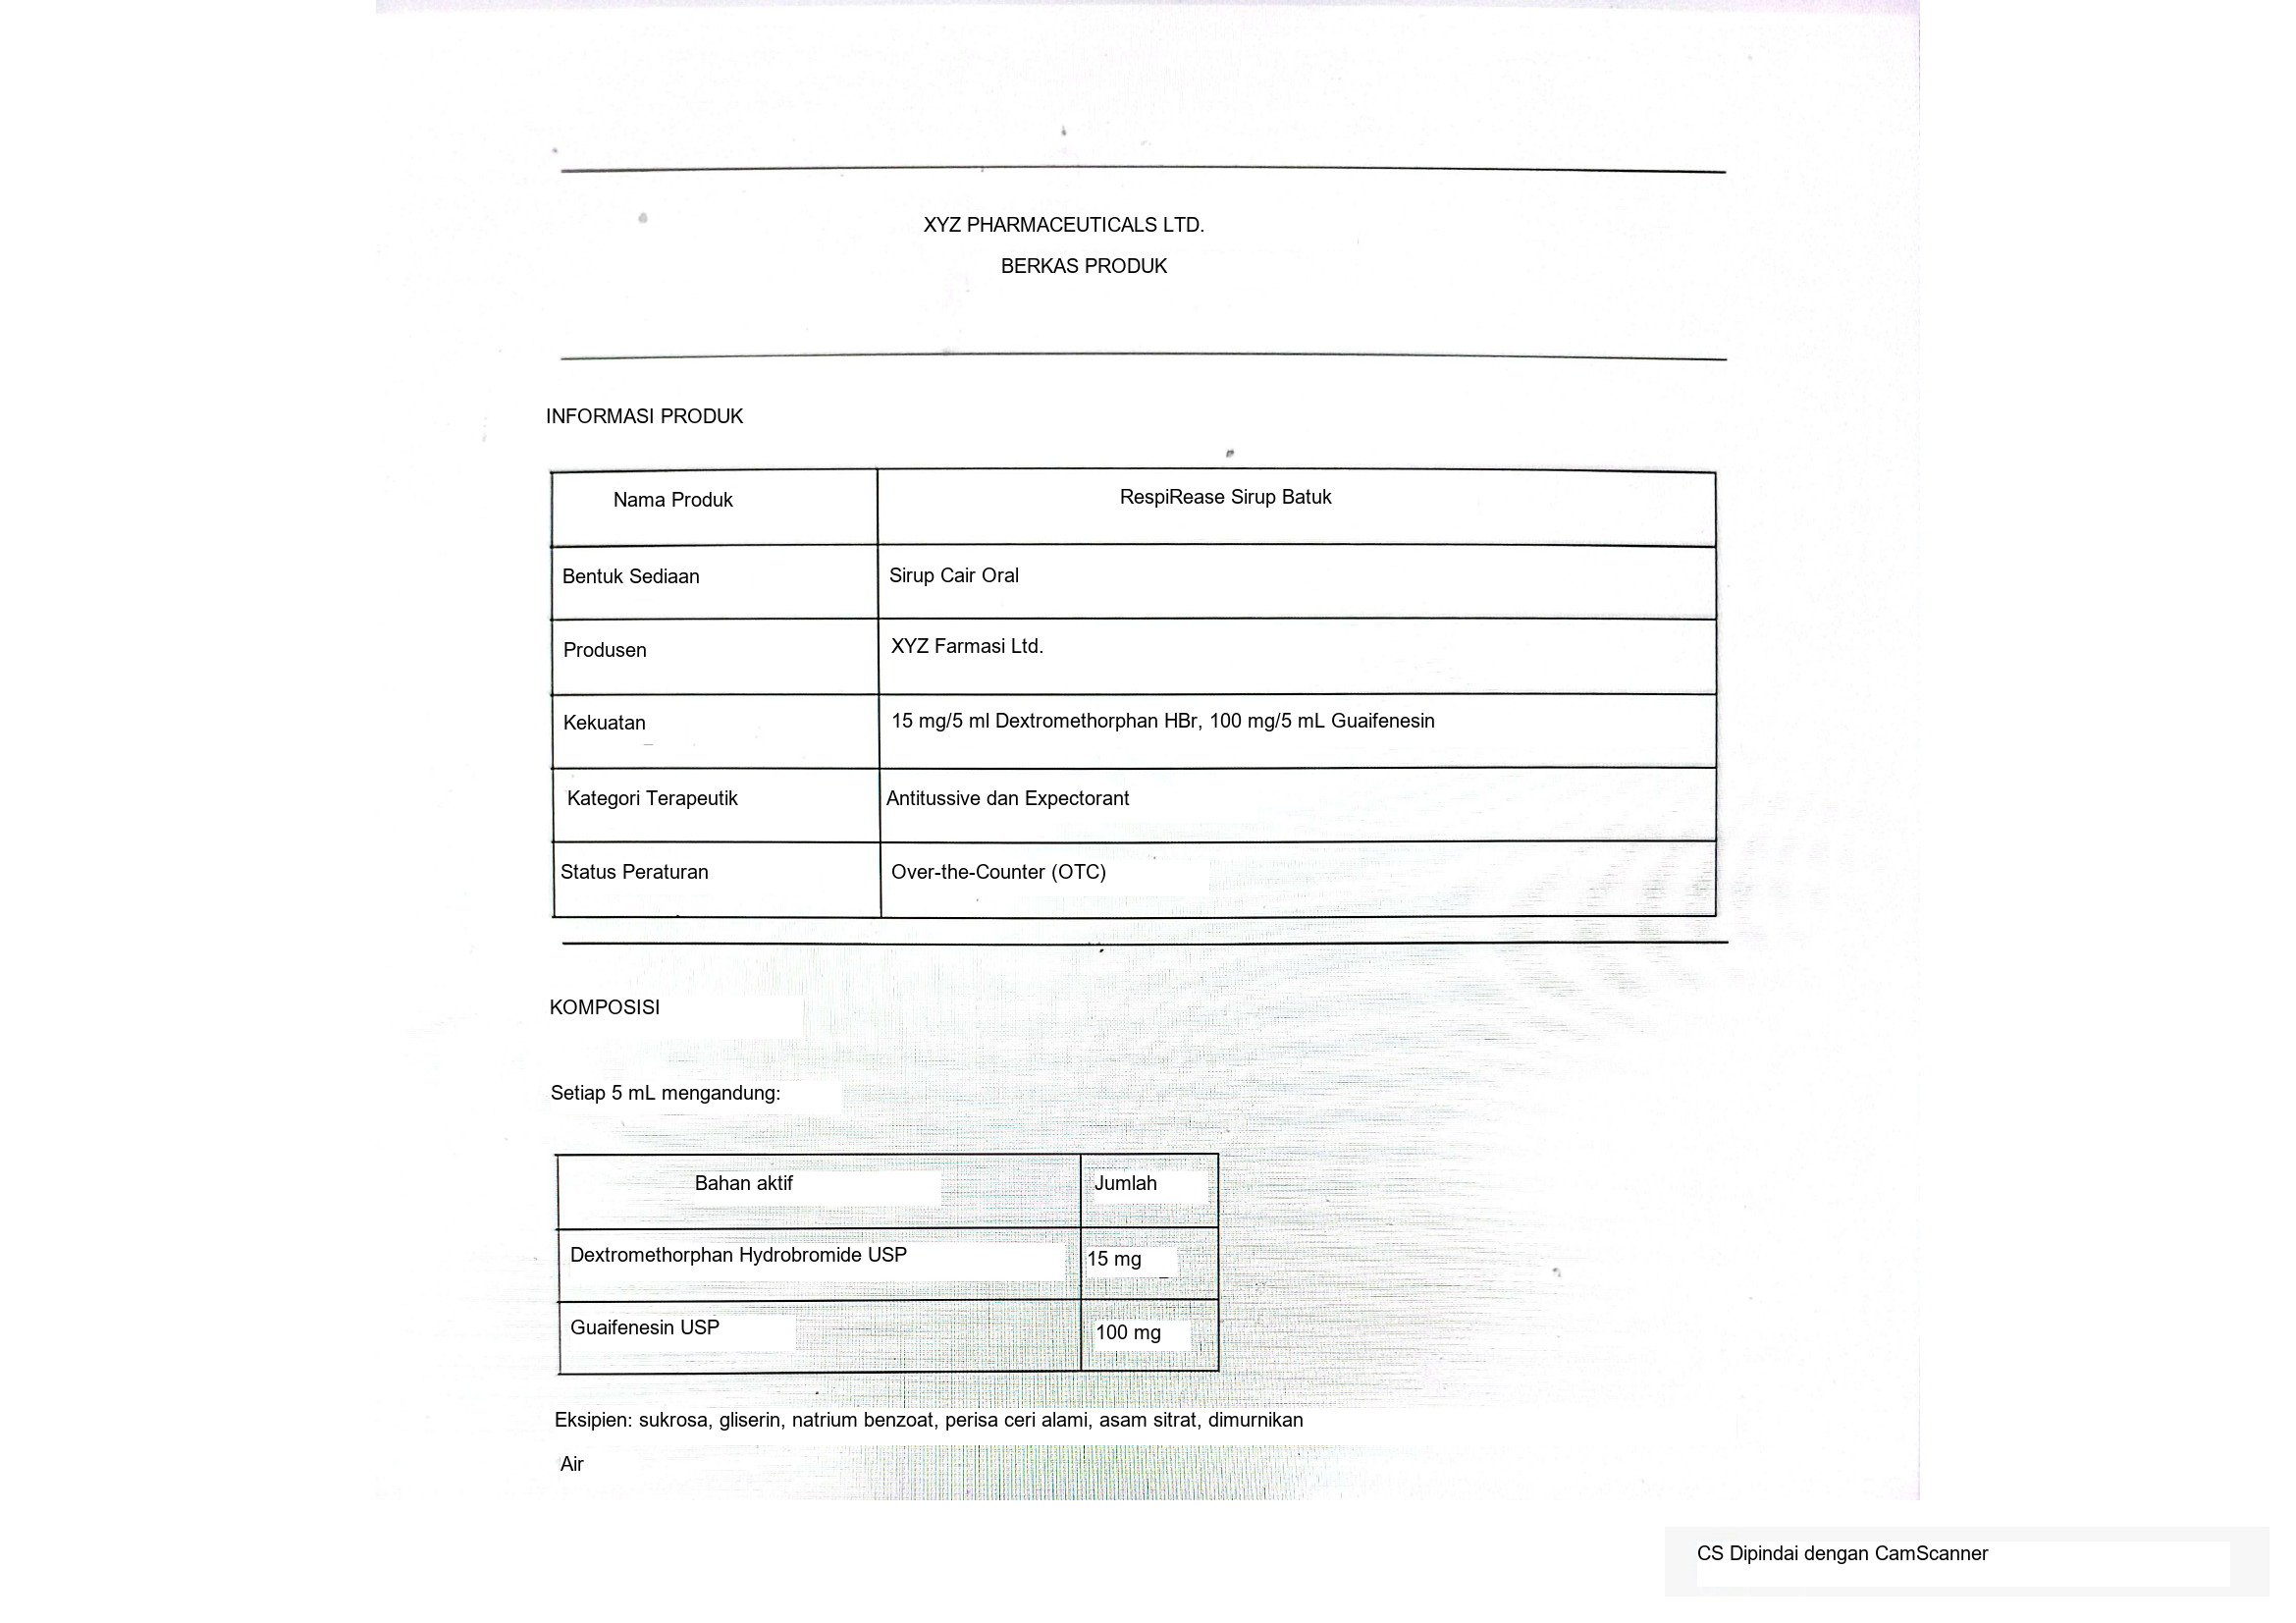 XYZ PHARMACEUTICALS LTD.
BERKAS PRODUK
INFORMASI PRODUK
Nama Produk
RespiRease Sirup Batuk
Bentuk Sediaan
Sirup Cair Oral
Produsen
XYZ Farmasi Ltd.
Kekuatan
15 mg/5 ml Dextromethorphan HBr, 100 mg/5 mL Guaifenesin
Kategori Terapeutik
Antitussive dan Expectorant
Status Peraturan
Over-the-Counter (OTC)
KOMPOSISI
Setiap 5 mL mengandung:
Bahan aktif
Jumlah
Dextromethorphan Hydrobromide USP
15 mg
Guaifenesin USP
100 mg
Eksipien: sukrosa, gliserin, natrium benzoat, perisa ceri alami, asam sitrat, dimurnikan
Air
CS Dipindai dengan CamScanner